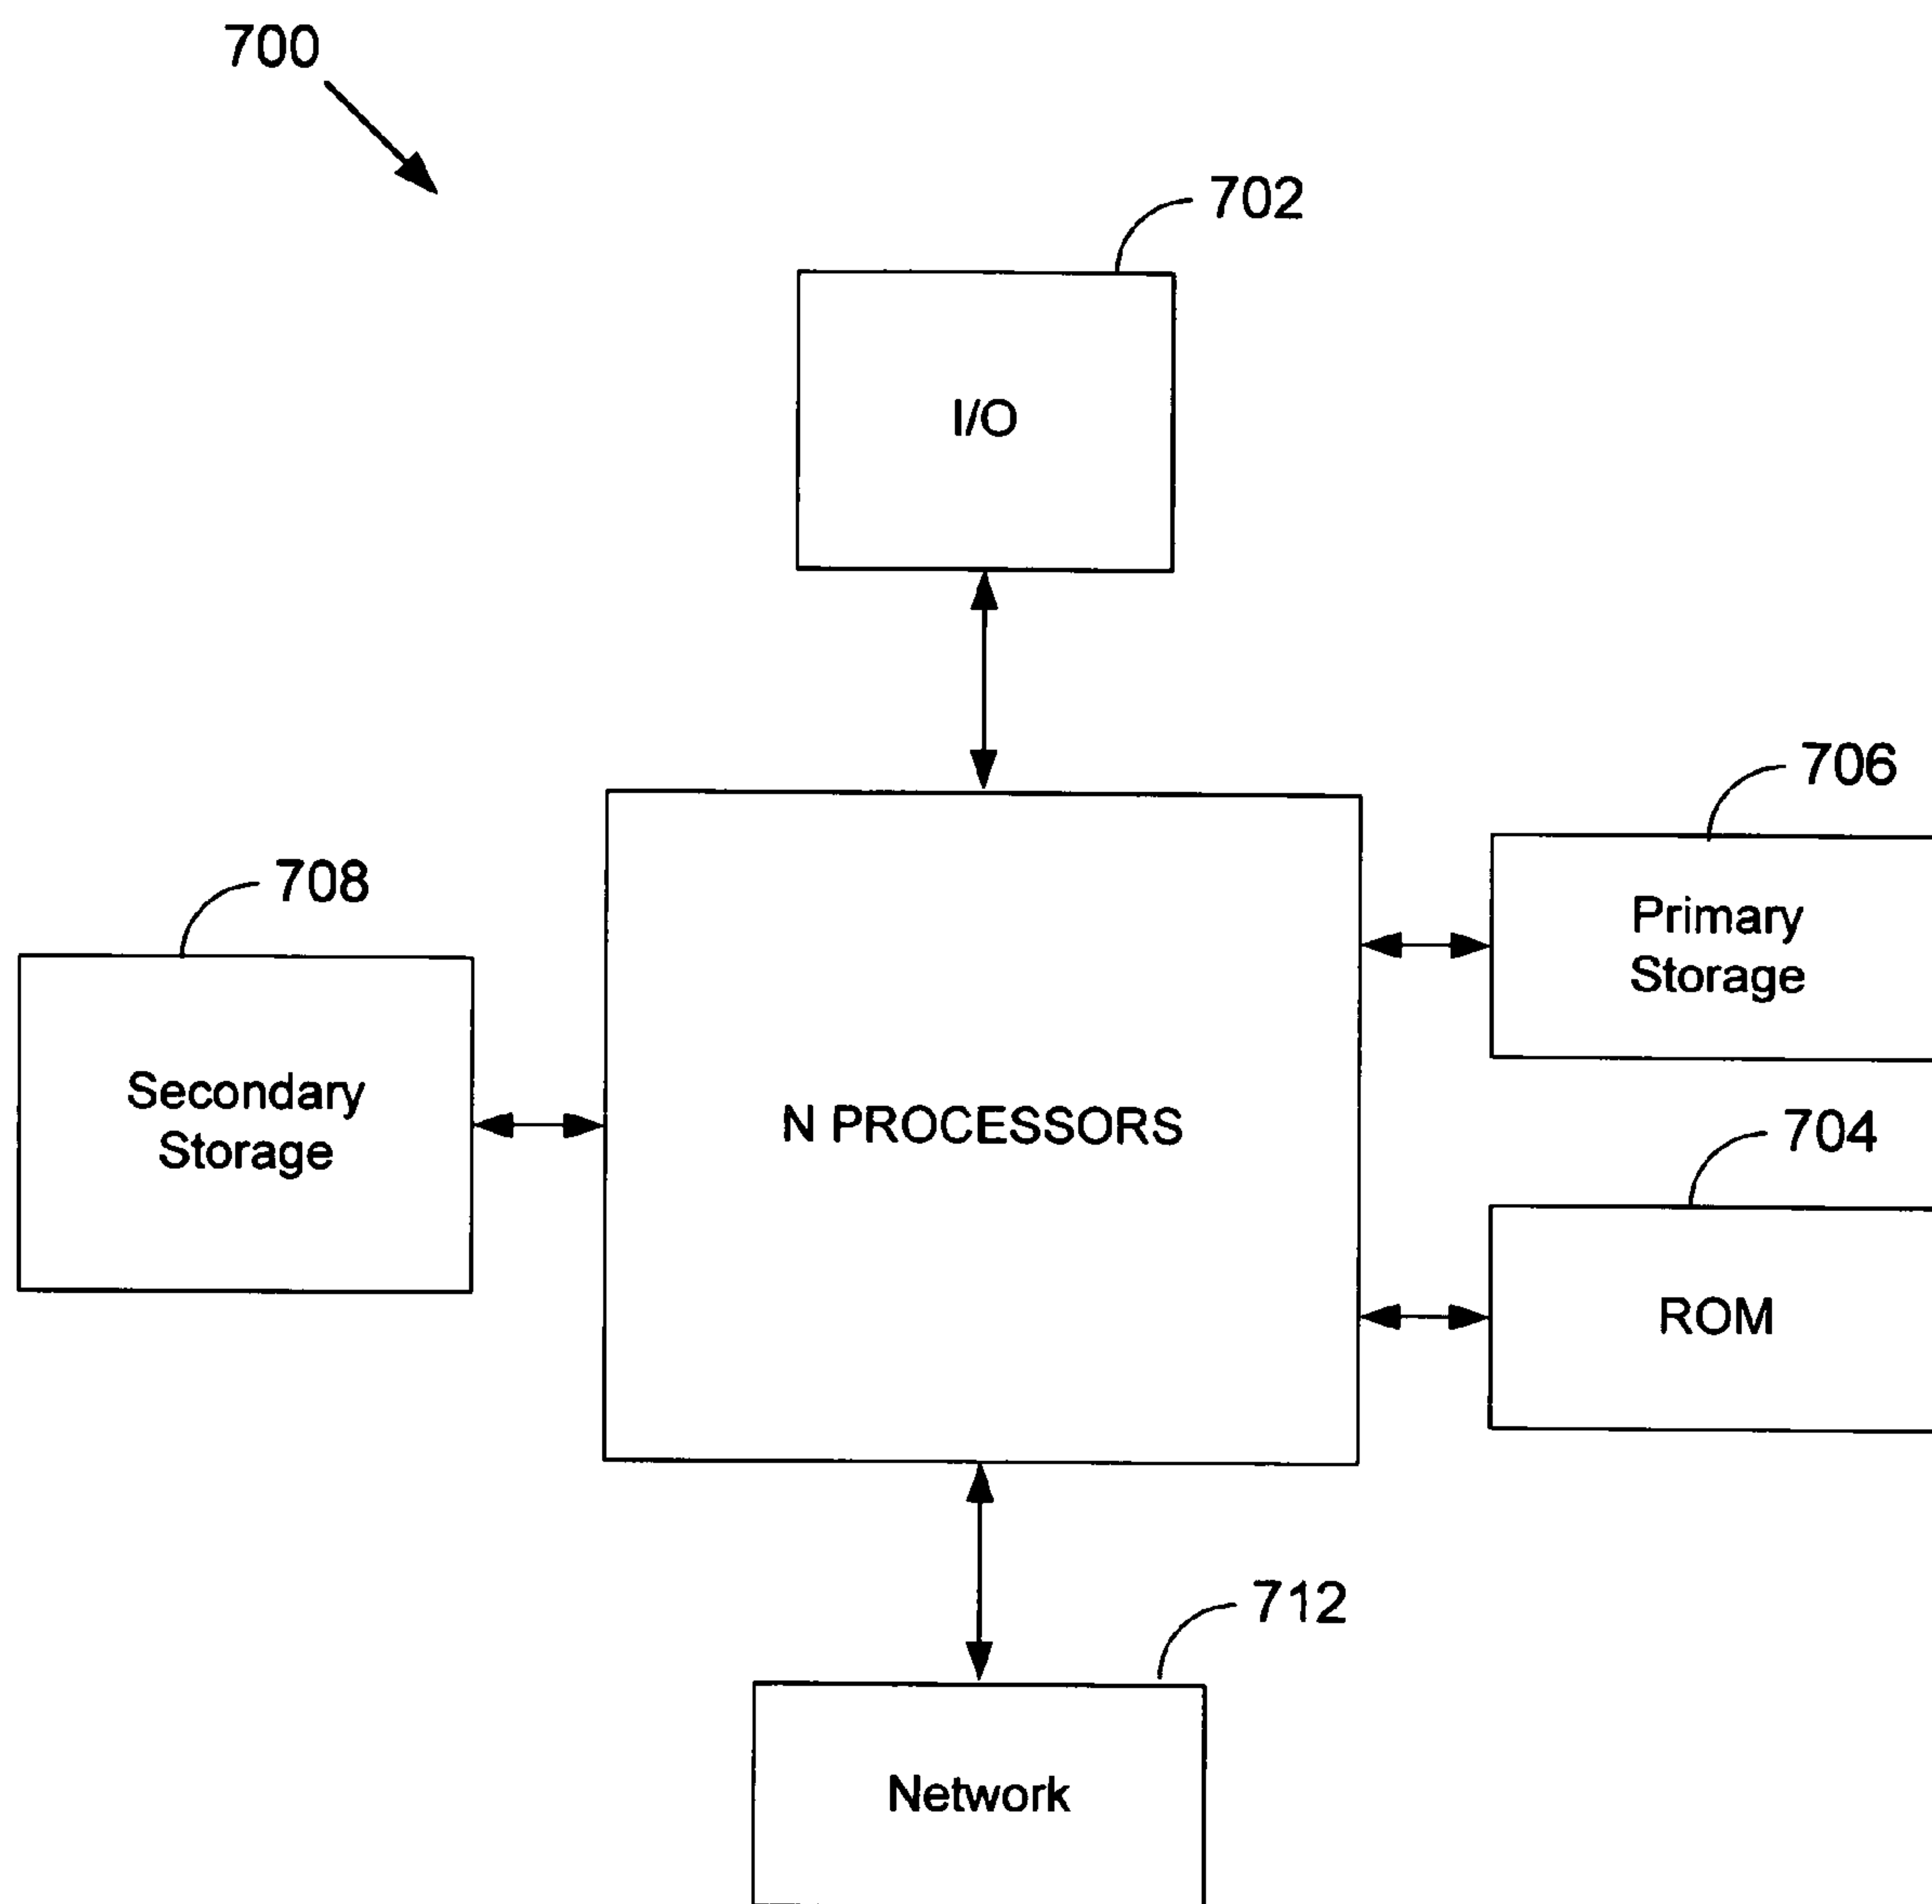 700
702
I/O
706
Primary
Storage
708
Secondary
Storage
N PROCESSORS
704
ROM
712
Network